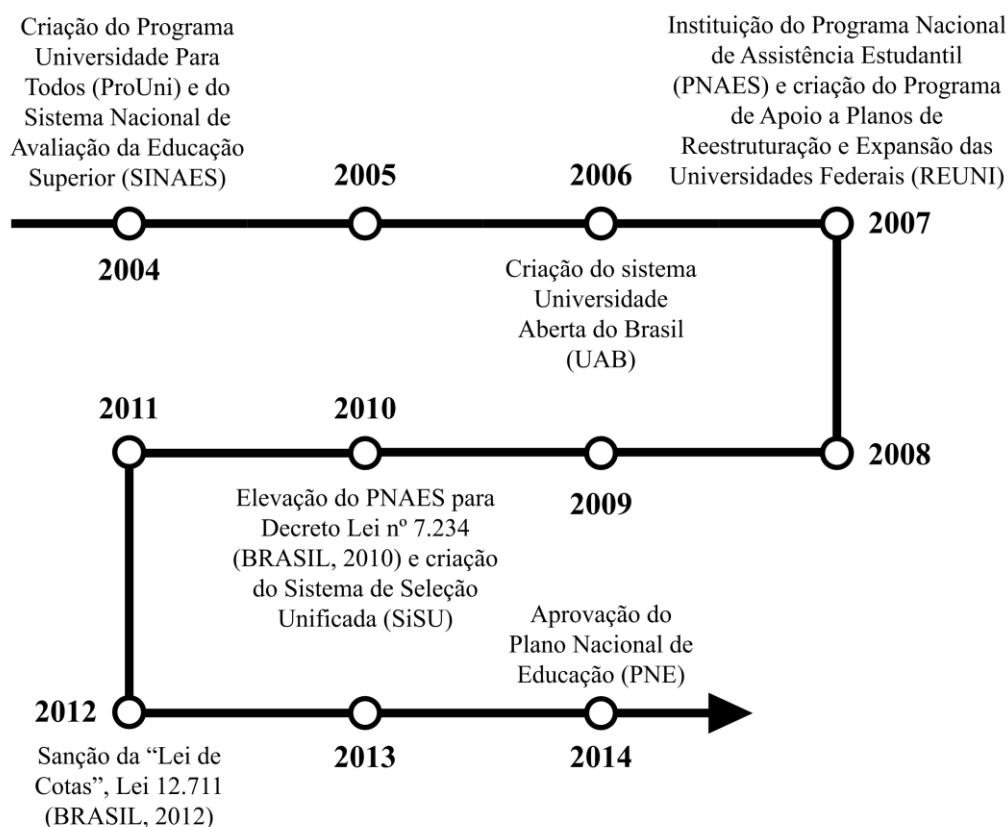 Criação do Programa
Universidade Para
Todos (ProUni) e do
Sistema Nacional de
Avaliação da Educação
Superior (SINAES)
2004
2005
2006
Criação do sistema
Universidade
Aberta do Brasil
(UAB)
Instituição do Programa Nacional
de Assistência Estudantil
(PNAES) e criação do Programa
de Apoio a Planos de
Reestruturação e Expansão das
Universidades Federais (REUNI)
2007
2008
2009
2010
Elevação do PNAES para
Decreto Lei nº 7.234
(BRASIL, 2010) e criação
do Sistema de Seleção
Unificada (SiSU)
2011
2012
Sanção da “Lei de
Cotas”, Lei 12.711
(BRASIL, 2012)
2013
Aprovação do
Plano Nacional de
Educação (PNE)
2014